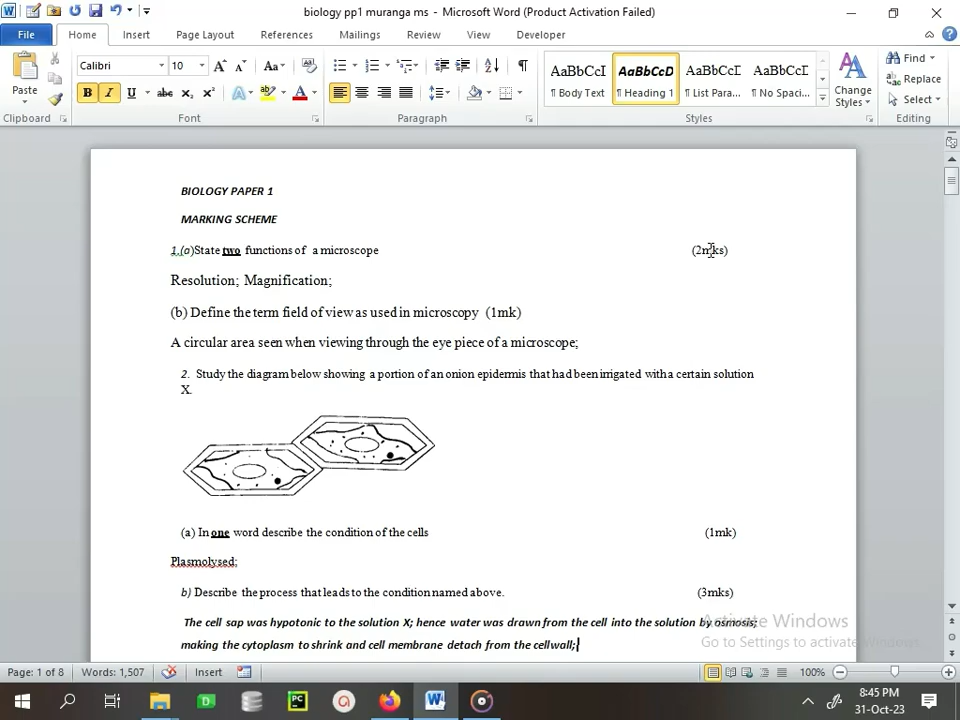 biology pp1 muranga ms - Microsoft Word (Product Activation Failed)
File Home Insert Page Layout References Mailings Review View Developer
Calibri 10 Aa
Paste
B I U abc X₂ X² A A
AaBbCcI AaBbCcD AaBbCcI AaBbCcI
¶ Body Text ¶ Heading 1 ¶ List Para... ¶ No Spaci...
Change Styles
Find
Replace
Select
Clipboard Font Paragraph Styles Editing
BIOLOGY PAPER 1
MARKING SCHEME
1.(a)State two functions of a microscope (2mks)
Resolution; Magnification;
(b) Define the term field of view as used in microscopy (1mk)
A circular area seen when viewing through the eye piece of a microscope;
2. Study the diagram below showing a portion of an onion epidermis that had been irrigated with a certain solution
X.
(a) In one word describe the condition of the cells (1mk)
Plasmolysed;
b) Describe the process that leads to the condition named above. (3mks)
The cell sap was hypotonic to the solution X; hence water was drawn from the cell into the solution by osmosis;
making the cytoplasm to shrink and cell membrane detach from the cellwall;
Activate Windows
Go to Settings to activate Windows.
Page: 1 of 8 Words: 1,507 Insert 100%
8:45 PM
31-Oct-23